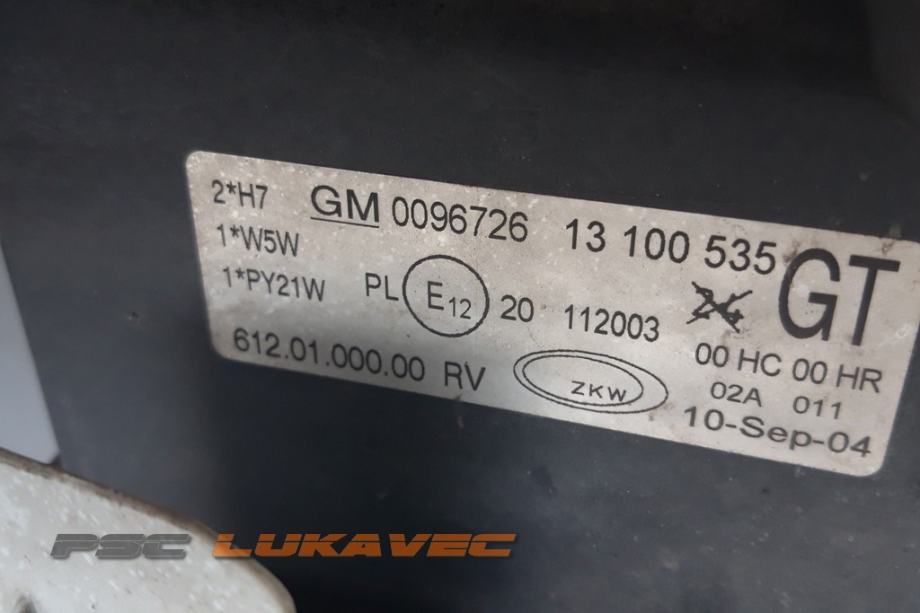 2*H7 GM 0096726 13 100 535 GT
1*W5W
1*PY21W PL E12 20 112003
00 HC 00 HR
612.01.000.00 RV ZKW 02A 011
10-Sep-04
PSC LUKAVEC